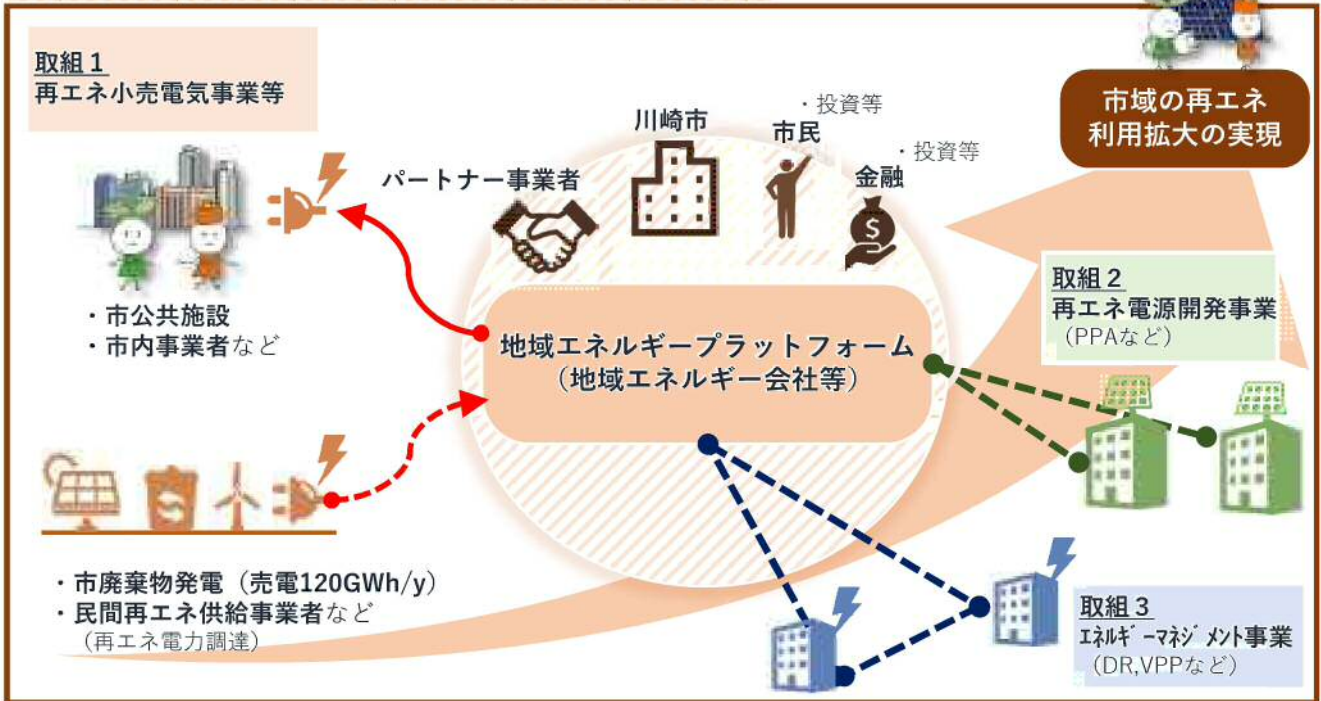 取組1
再エネ小売電気事業等
・市公共施設
・市内事業者など
・市廃棄物発電（売電120GWh/y）
・民間再エネ供給事業者など
（再エネ電力調達）
パートナー事業者
川崎市
・投資等
市民
・投資等
金融
$
地域エネルギープラットフォーム
（地域エネルギー会社等）
市域の再エネ
利用拡大の実現
取組2
再エネ電源開発事業
（PPAなど）
取組3
ｴﾈﾙｷﾞｰﾏﾈｼﾞﾒﾝﾄ事業
（DR,VPPなど）